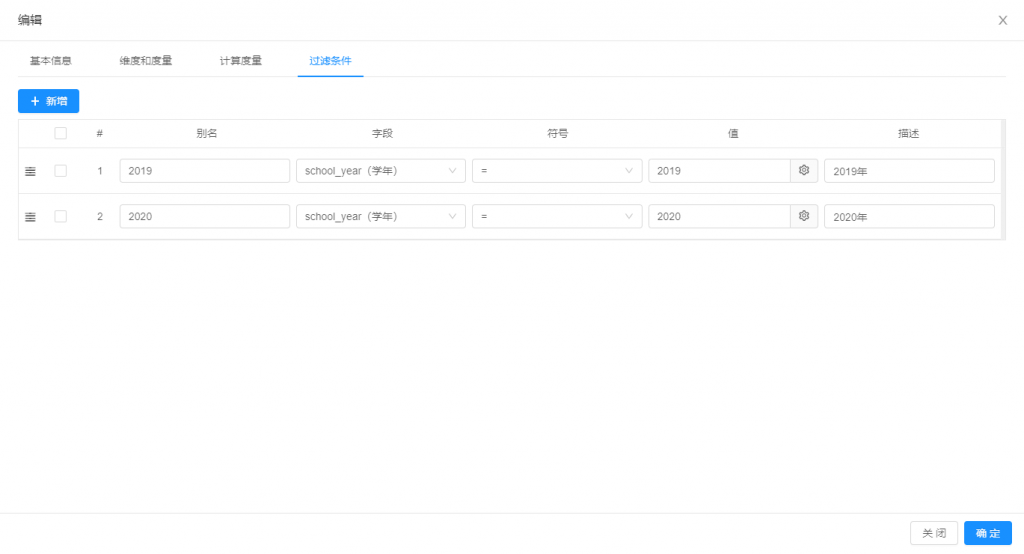 编辑
基本信息 维度和度量 计算度量 过滤条件
+ 新增
# 别名 字段 符号 值 描述
1 2019 school_year（学年） = 2019 2019年
2 2020 school_year（学年） = 2020 2020年
关 闭 确 定